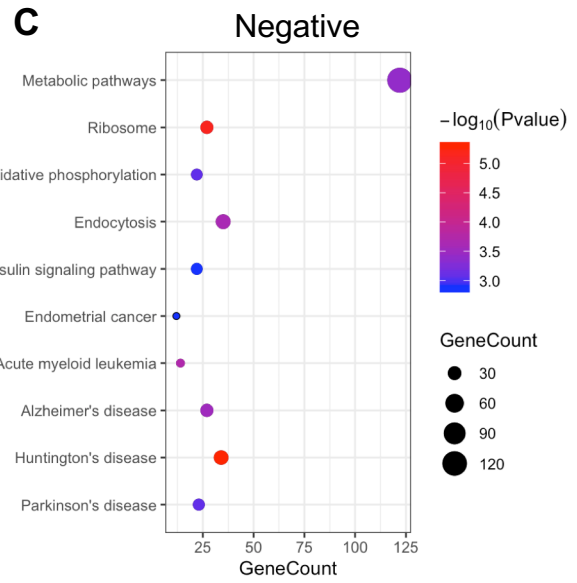 C
Negative
Metabolic pathways
Ribosome
idative phosphorylation
Endocytosis
sulin signaling pathway
Endometrial cancer
Acute myeloid leukemia
Alzheimer's disease
Huntington's disease
Parkinson's disease
25 50 75 100 125
GeneCount
−log₁₀(Pvalue)
5.0
4.5
4.0
3.5
3.0
GeneCount
30
60
90
120